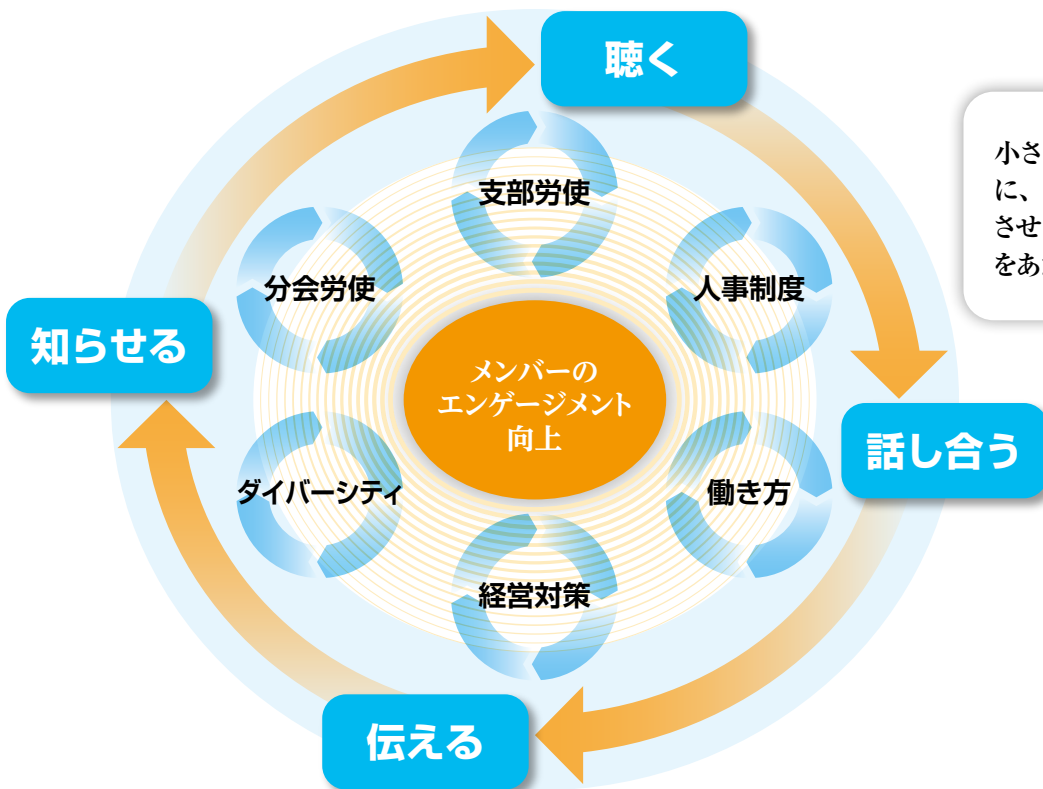 聴く
支部労使
分会労使
人事制度
知らせる
メンバーの
エンゲージメント
向上
話し合う
ダイバーシティ
働き方
経営対策
伝える
小さ
に、
させ
をあ